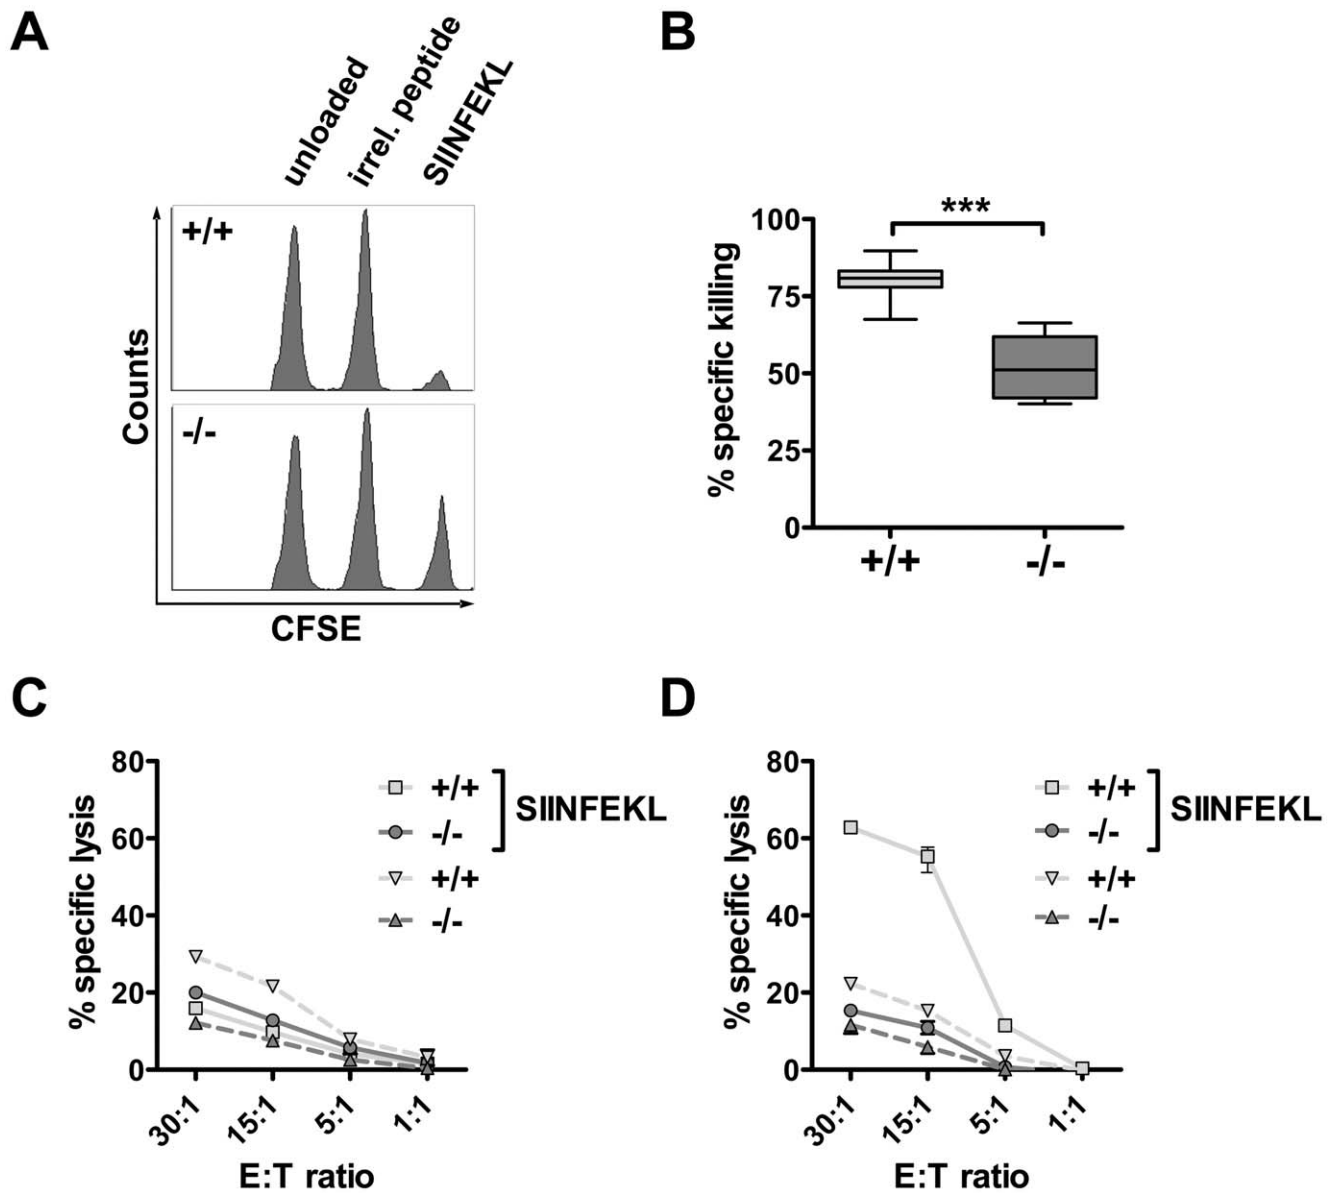 A
unloaded
irrel. peptide
SIINFEKL
+/+
-/-
Counts
CFSE
B
***
100
75
50
25
0
% specific killing
+/+
-/-
C
80
60
40
20
0
% specific lysis
+/+
-/-
SIINFEKL
+/+
-/-
30:1
15:1
5:1
1:1
E:T ratio
D
80
60
40
20
0
% specific lysis
+/+
-/-
SIINFEKL
+/+
-/-
30:1
15:1
5:1
1:1
E:T ratio